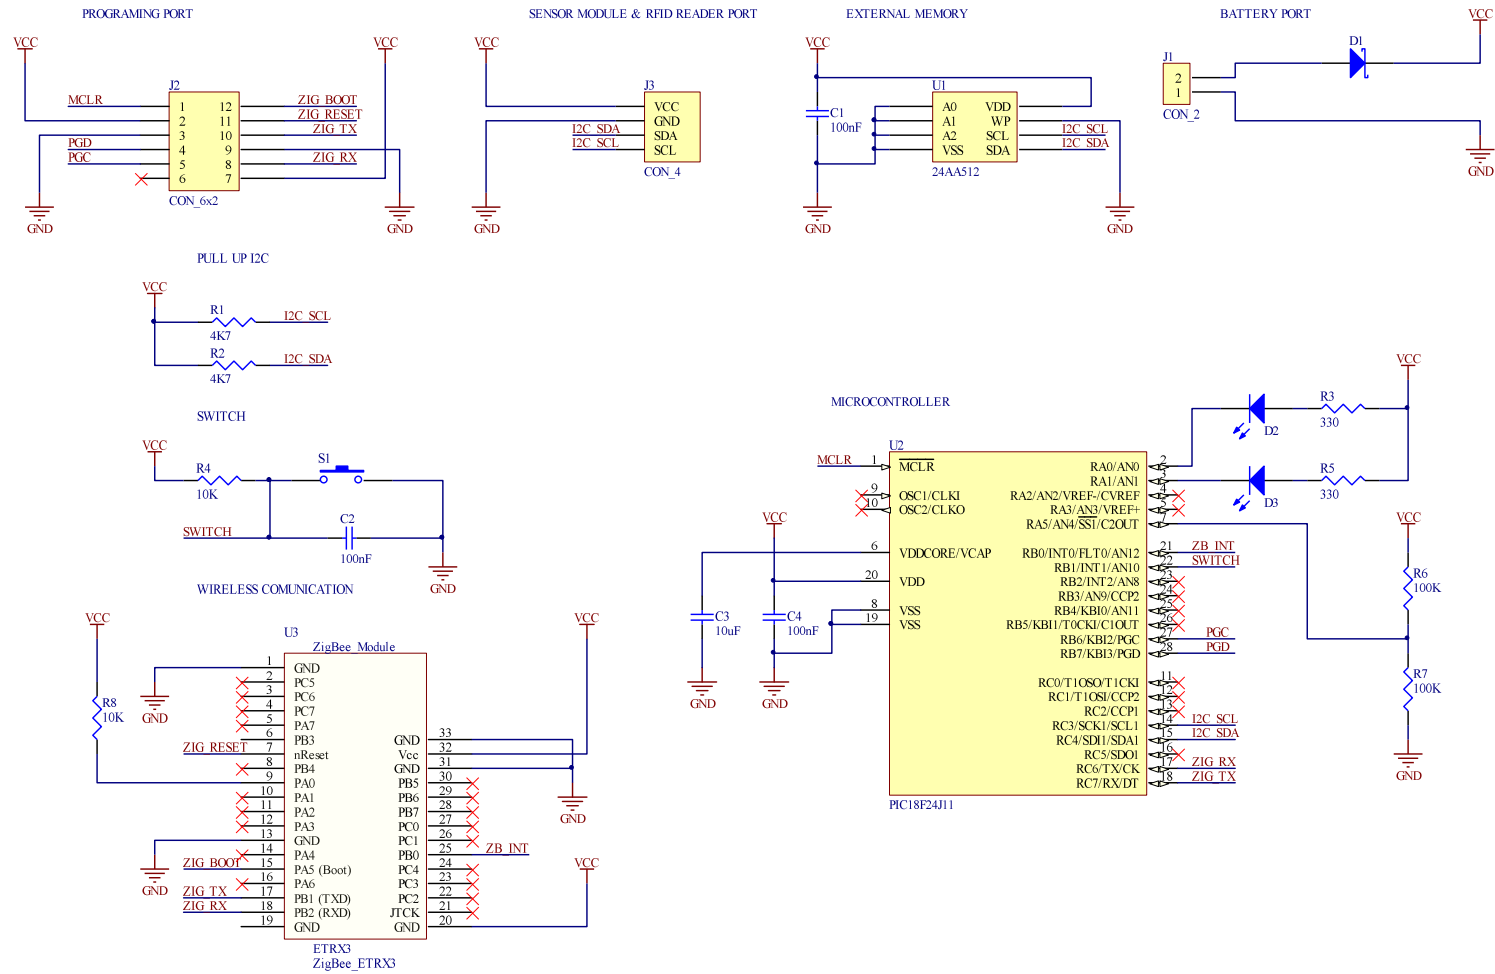 PROGRAMING PORT
VCC
VCC
J2
MCLR 1 12 ZIG_BOOT
2 11 ZIG_RESET
3 10 ZIG_TX
PGD 4 9
PGC 5 8 ZIG_RX
6 7
CON_6x2
GND
GND
SENSOR MODULE & RFID READER PORT
VCC
J3
VCC
GND
I2C_SDA SDA
I2C_SCL SCL
CON_4
GND
EXTERNAL MEMORY
VCC
U1
C1
100nF
A0 VDD
A1 WP
A2 SCL I2C_SCL
VSS SDA I2C_SDA
24AA512
GND
GND
BATTERY PORT
VCC
D1
J1
2
1
CON_2
GND
PULL UP I2C
VCC
R1 I2C_SCL
4K7
R2 I2C_SDA
4K7
SWITCH
VCC
R4
10K
S1
SWITCH
C2
100nF
GND
WIRELESS COMUNICATION
VCC
VCC
U3
ZigBee_Module
R8
10K
GND
1 GND
2 PC5
3 PC6
4 PC7
5 PA7
6 PB3
ZIG_RESET 7 nReset
8 PB4
9 PA0
10 PA1
11 PA2
12 PA3
13 GND
14 PA4
ZIG_BOOT 15 PA5 (Boot)
16 PA6
ZIG_TX 17 PB1 (TXD)
ZIG_RX 18 PB2 (RXD)
19 GND
GND
GND 33
Vcc 32
GND 31
PB5 30
PB6 29
PB7 28
PC0 27
PC1 26
PB0 25 ZB_INT
PC4 24
PC3 23
PC2 22
JTCK 21
GND 20
GND
VCC
ETRX3
ZigBee_ETRX3
MICROCONTROLLER
U2
MCLR 1 MCLR
9 OSC1/CLKI
10 OSC2/CLKO
VCC
6 VDDCORE/VCAP
20 VDD
8 VSS
19 VSS
C3
10uF
C4
100nF
GND
GND
RA0/AN0 2
RA1/AN1 3
RA2/AN2/VREF-/CVREF 4
RA3/AN3/VREF+ 5
RA5/AN4/SS1/C2OUT 7
RB0/INT0/FLT0/AN12 21 ZB_INT
RB1/INT1/AN10 22 SWITCH
RB2/INT2/AN8 23
RB3/AN9/CCP2 24
RB4/KBI0/AN11 25
RB5/KBI1/T0CKI/C1OUT 26
RB6/KBI2/PGC 27 PGC
RB7/KBI3/PGD 28 PGD
RC0/T1OSO/T1CKI 11
RC1/T1OSI/CCP2 12
RC2/CCP1 13
RC3/SCK1/SCL1 14 I2C_SCL
RC4/SDI1/SDA1 15 I2C_SDA
RC5/SDO1 16
RC6/TX/CK 17 ZIG_RX
RC7/RX/DT 18 ZIG_TX
PIC18F24J11
VCC
D2
R3
330
D3
R5
330
VCC
R6
100K
R7
100K
GND